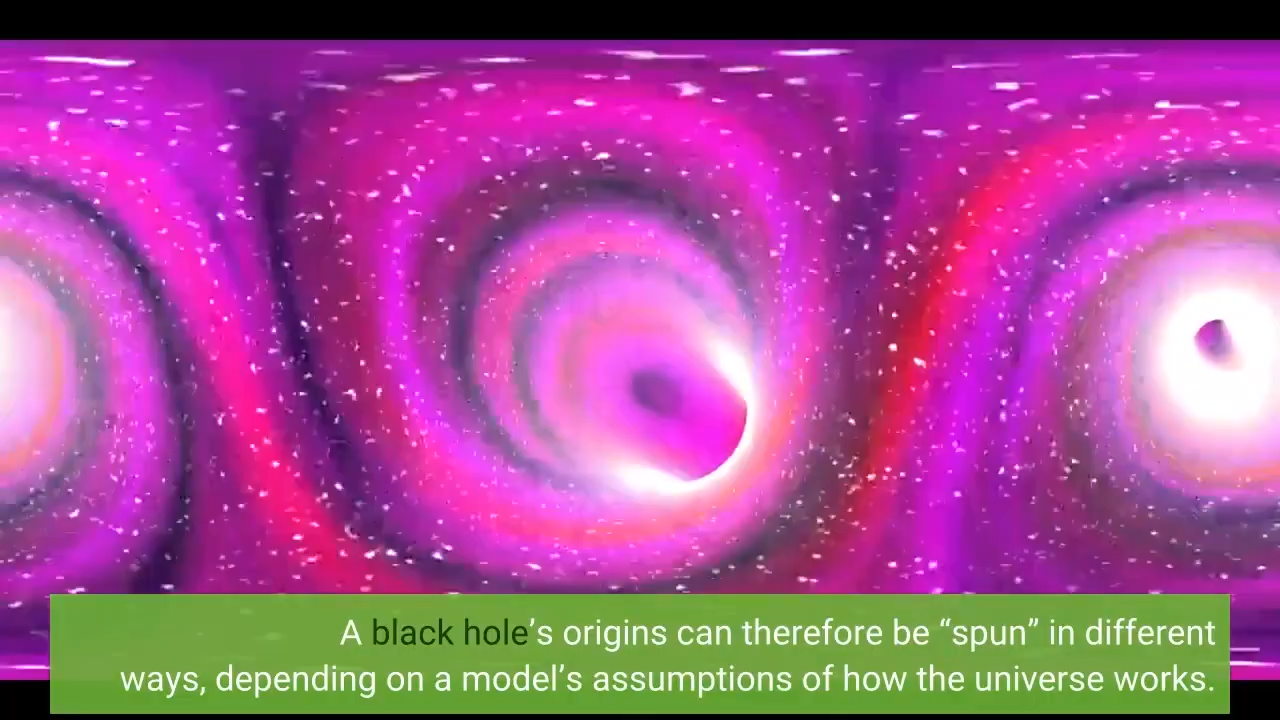 A black hole’s origins can therefore be “spun” in different
ways, depending on a model’s assumptions of how the universe works.